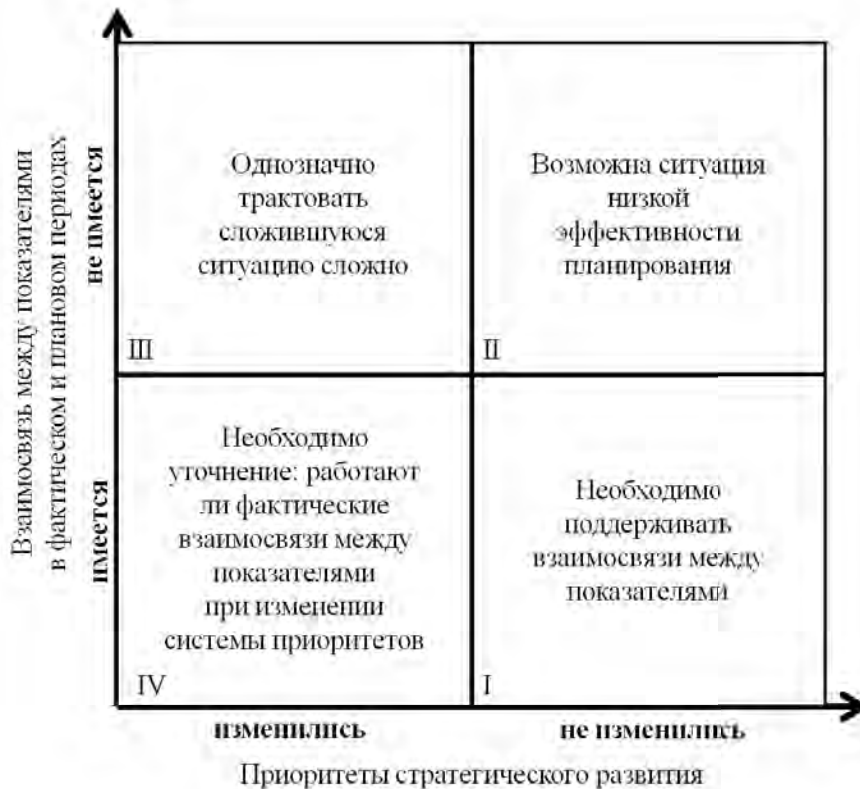 Взаимосвязь между показателями
в фактическом и плановом периодах
не имеется
имеется
Однозначно
трактовать
сложившуюся
ситуацию сложно
III
Возможна ситуация
низкой
эффективности
планирования
II
Необходимо
уточнение: работают
ли фактические
взаимосвязи между
показателями
при изменении
системы приоритетов
IV
Необходимо
поддерживать
взаимосвязи между
показателями
I
изменились
не изменились
Приоритеты стратегического развития